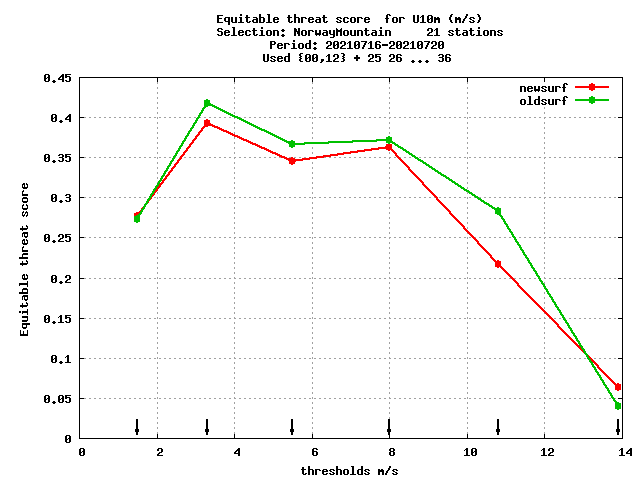 Equitable threat score  for U10m (m/s)
Selection: NorwayMountain     21 stations
Period: 20210716-20210720
Used {00,12} + 25 26 ... 36
newsurf
oldsurf
Equitable threat score
0.45
0.4
0.35
0.3
0.25
0.2
0.15
0.1
0.05
0
0 2 4 6 8 10 12 14
thresholds m/s